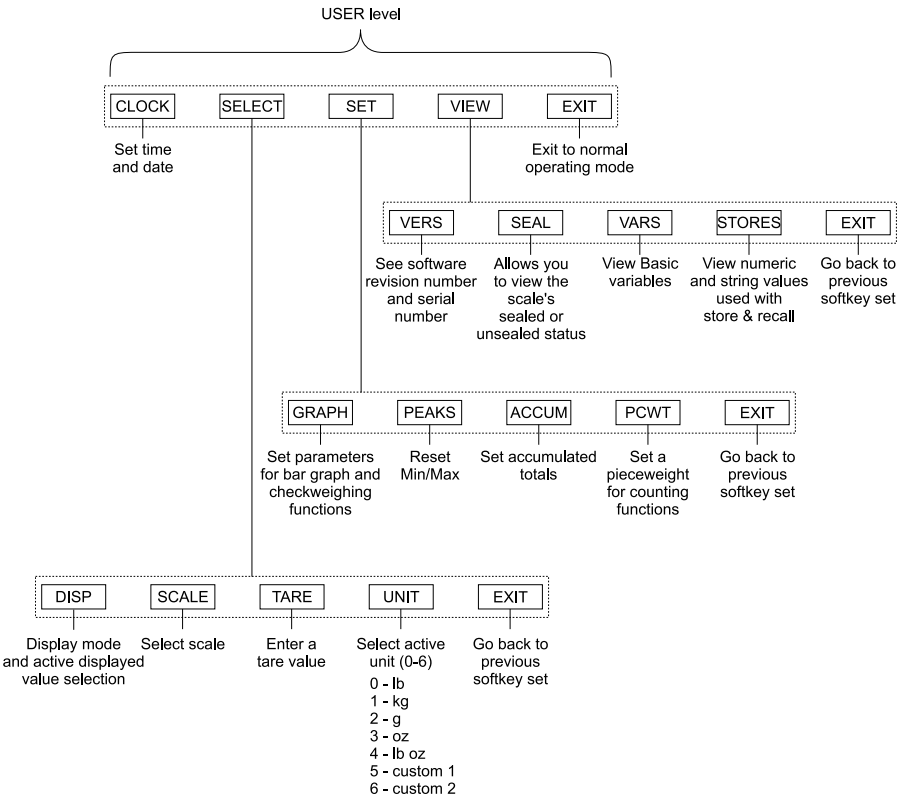 USER level
CLOCK SELECT SET VIEW EXIT
Set time
and date
Exit to normal
operating mode
VERS SEAL VARS STORES EXIT
See software
revision number
and serial
number
Allows you
to view the
scale's
sealed or
unsealed status
View Basic
variables
View numeric
and string values
used with
store & recall
Go back to
previous
softkey set
GRAPH PEAKS ACCUM PCWT EXIT
Set parameters
for bar graph and
checkweighing
functions
Reset
Min/Max
Set accumulated
totals
Set a
pieceweight
for counting
functions
Go back to
previous
softkey set
DISP SCALE TARE UNIT EXIT
Display mode
and active displayed
value selection
Select scale
Enter a
tare value
Select active
unit (0-6)
0 - lb
1 - kg
2 - g
3 - oz
4 - lb oz
5 - custom 1
6 - custom 2
Go back to
previous
softkey set